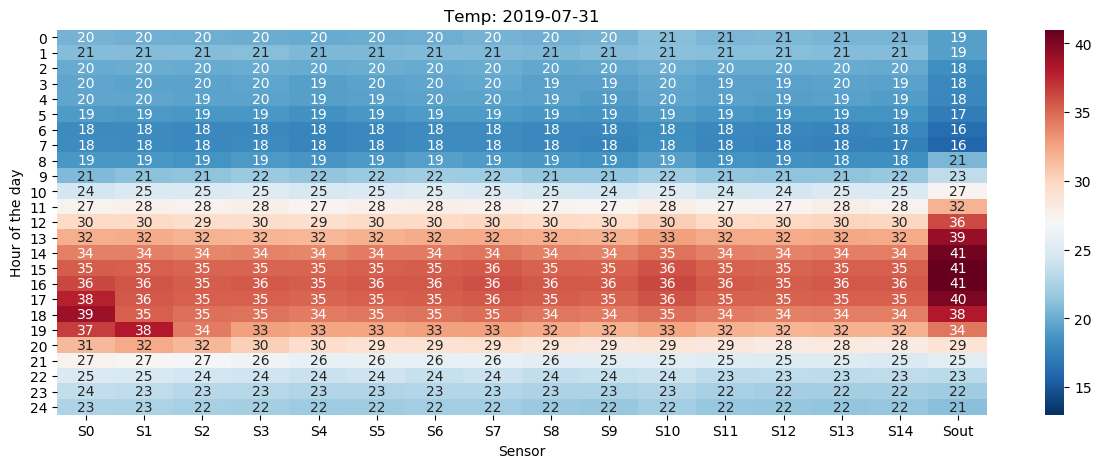 Temp: 2019-07-31
0 20 20 20 20 20 20 20 20 20 20 21 21 21 21 21 19
1 21 21 21 21 21 21 21 21 21 21 21 21 21 21 21 19
2 20 20 20 20 20 20 20 20 20 20 20 20 20 20 20 18
3 20 20 20 20 19 20 20 20 19 19 20 19 19 20 19 18
4 20 20 19 20 19 19 20 20 19 19 20 19 19 19 19 18
5 19 19 19 19 19 19 19 19 19 19 19 19 19 19 19 17
6 18 18 18 18 18 18 18 18 18 18 18 18 18 18 18 16
7 18 18 18 18 18 18 18 18 18 18 18 18 18 18 17 16
8 19 19 19 19 19 19 19 19 19 19 19 19 19 18 18 21
9 21 21 21 22 22 22 22 22 21 21 22 21 21 21 22 23
10 24 25 25 25 25 25 25 25 25 24 25 24 24 25 25 27
11 27 28 28 28 27 28 28 28 27 27 28 27 27 28 28 32
12 30 30 29 30 29 30 30 30 30 30 30 30 30 30 30 36
13 32 32 32 32 32 32 32 32 32 32 33 32 32 32 32 39
14 34 34 34 34 34 34 34 34 34 34 35 34 34 34 34 41
15 35 35 35 35 35 35 35 36 35 35 36 35 35 35 35 41
16 36 36 35 35 35 36 36 36 36 36 36 35 35 36 35 41
17 38 36 35 35 35 35 35 36 35 35 36 35 35 35 35 40
18 39 35 35 35 34 35 35 35 34 34 35 34 34 34 34 38
19 37 38 34 33 33 33 33 33 32 32 33 32 32 32 32 34
20 31 32 32 30 30 29 29 29 29 29 29 29 28 28 28 29
21 27 27 27 26 26 26 26 26 26 25 25 25 25 25 25 25
22 25 25 24 24 24 24 24 24 24 24 24 23 23 23 23 23
23 24 23 23 23 23 23 23 23 23 23 23 22 22 22 22 22
24 23 23 22 22 22 22 22 22 22 22 22 22 22 22 22 21
S0 S1 S2 S3 S4 S5 S6 S7 S8 S9 S10 S11 S12 S13 S14 Sout
Sensor
Hour of the day
40
35
30
25
20
15